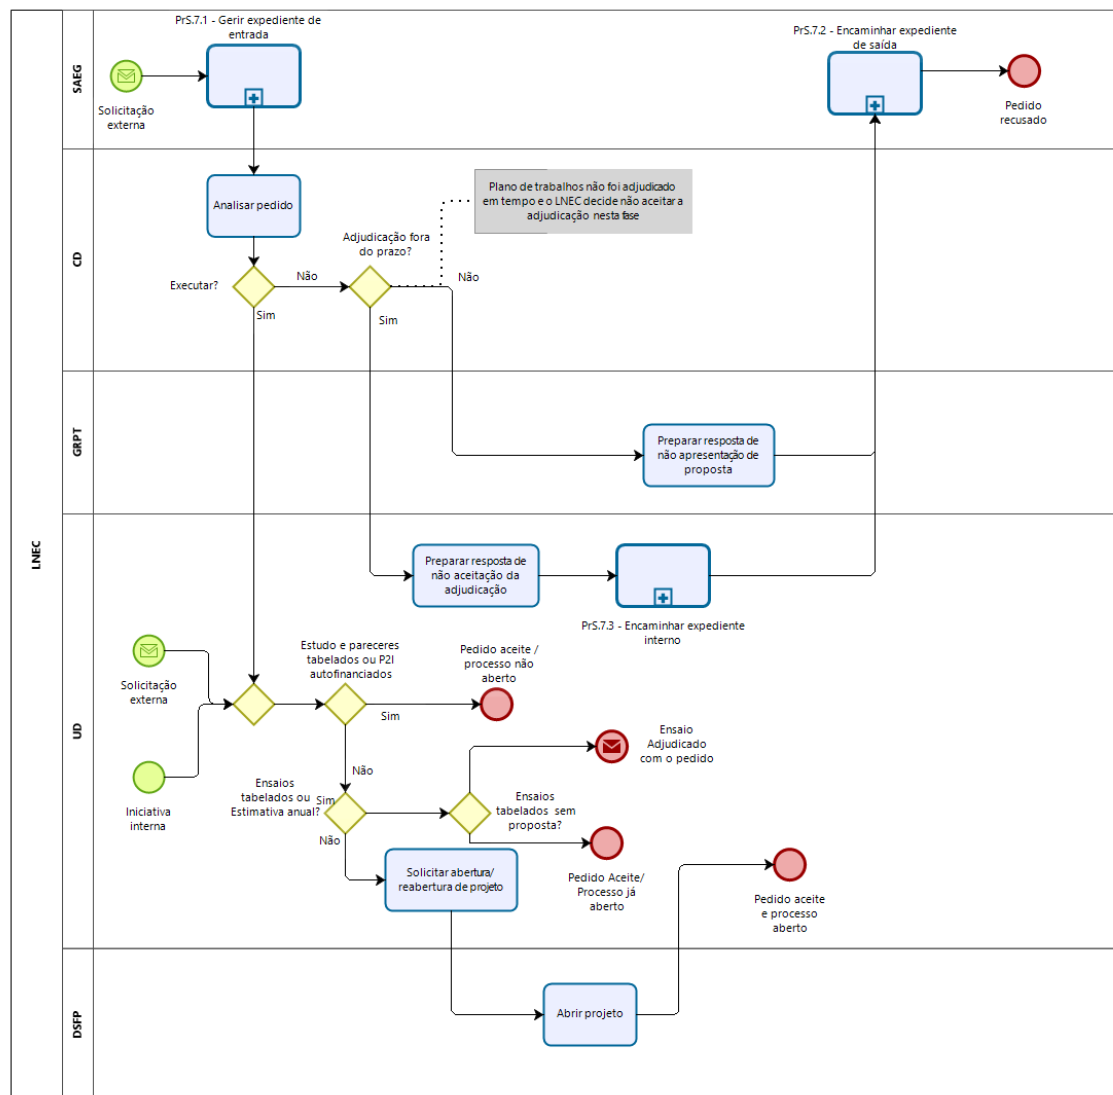 PrS.7.1 - Gerir expediente de
entrada
PrS.7.2 - Encaminhar expediente
de saída
SAEG
Solicitação
externa
Pedido
recusado
Plano de trabalhos não foi adjudicado
em tempo e o LNEC decide não aceitar a
adjudicação nesta fase
Analisar pedido
CD
Adjudicação fora
do prazo?
Executar?
Não
Não
Sim
Sim
GRPT
Preparar resposta de
não apresentação de
proposta
LNEC
Preparar resposta de
não aceitação da
adjudicação
PrS.7.3 - Encaminhar expediente
interno
Estudo e pareceres
tabelados ou P2I
autofinanciados
Pedido aceite /
processo não
aberto
Solicitação
externa
Sim
UD
Ensaio
Adjudicado
com o pedido
Não
Iniciativa
interna
Ensaios
tabelados ou
Estimativa anual?
Sim
Ensaios
tabelados sem
proposta?
Não
Solicitar abertura/
reabertura de projeto
Pedido Aceite/
Processo já
aberto
Pedido aceite
e processo
aberto
DSFP
Abrir projeto